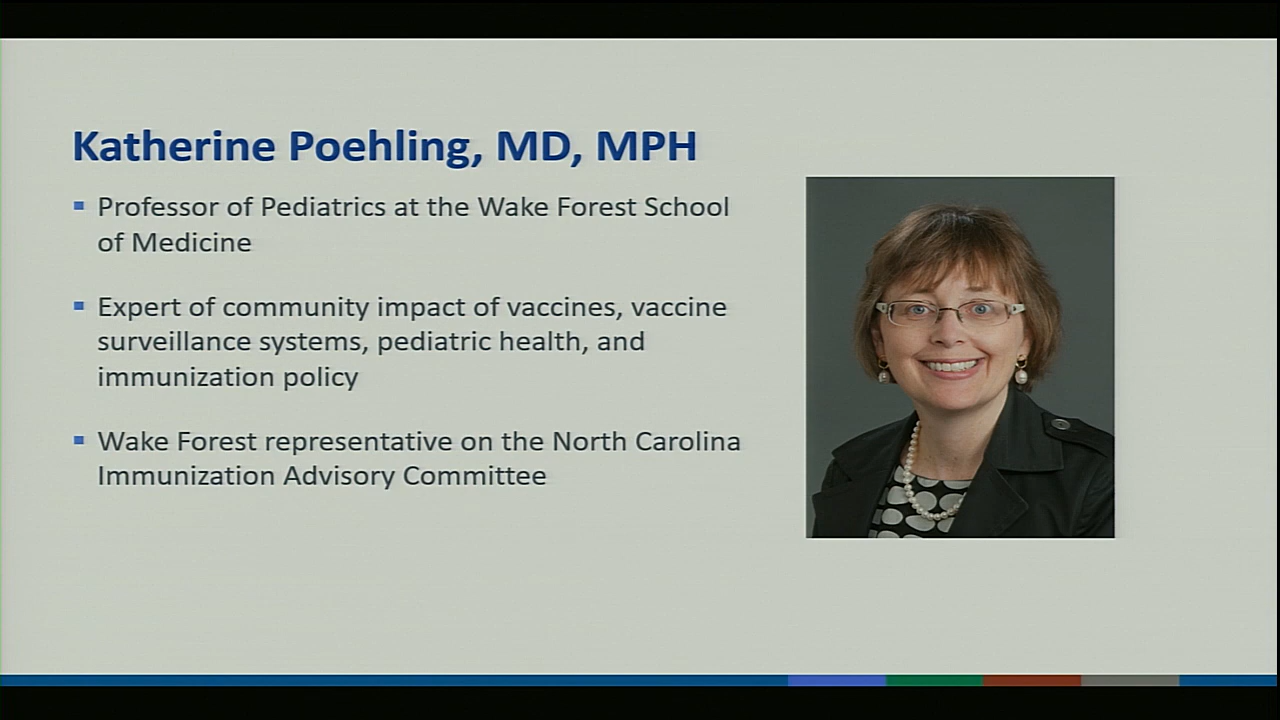 Katherine Poehling, MD, MPH
▪ Professor of Pediatrics at the Wake Forest School
of Medicine
▪ Expert of community impact of vaccines, vaccine
surveillance systems, pediatric health, and
immunization policy
▪ Wake Forest representative on the North Carolina
Immunization Advisory Committee